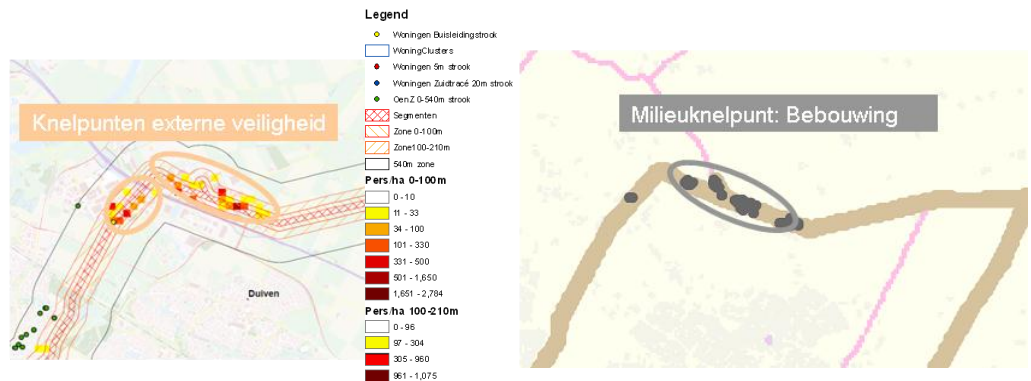 Legend
Woningen Buisleidingstrook
WoningClusters
Woningen 5m strook
Woningen Zuidtracé 20m strook
OenZ 0-540m strook
Segmenten
Zone 0-100m
Zone100-210m
540m zone
Pers/ha 0-100m
0 - 10
11 - 33
34 - 100
101 - 330
331 - 500
501 - 1,650
1,651 - 2,784
Pers/ha 100-210m
0 - 96
97 - 304
305 - 960
961 - 1,075
Knelpunten externe veiligheid
Duiven
Milieuknelpunt: Bebouwing